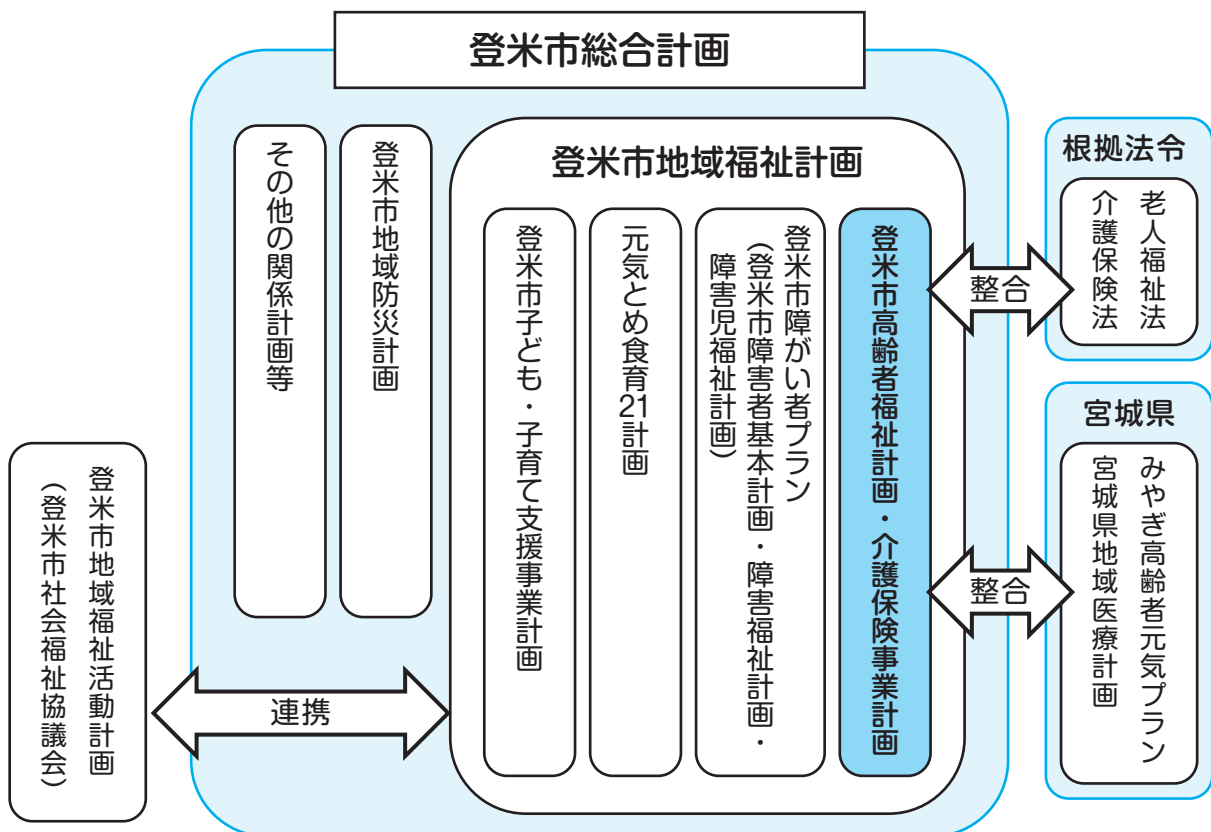 登米市総合計画
根拠法令
老人福祉法
介護保険法
整合
宮城県
みやぎ高齢者元気プラン
宮城県地域医療計画
整合
登米市地域福祉計画
登米市高齢者福祉計画・介護保険事業計画
登米市障がい者プラン
（登米市障害者基本計画・障害福祉計画・
障害児福祉計画）
元気とめ食育21計画
登米市子ども・子育て支援事業計画
登米市地域防災計画
その他の関係計画等
連携
登米市地域福祉活動計画
（登米市社会福祉協議会）